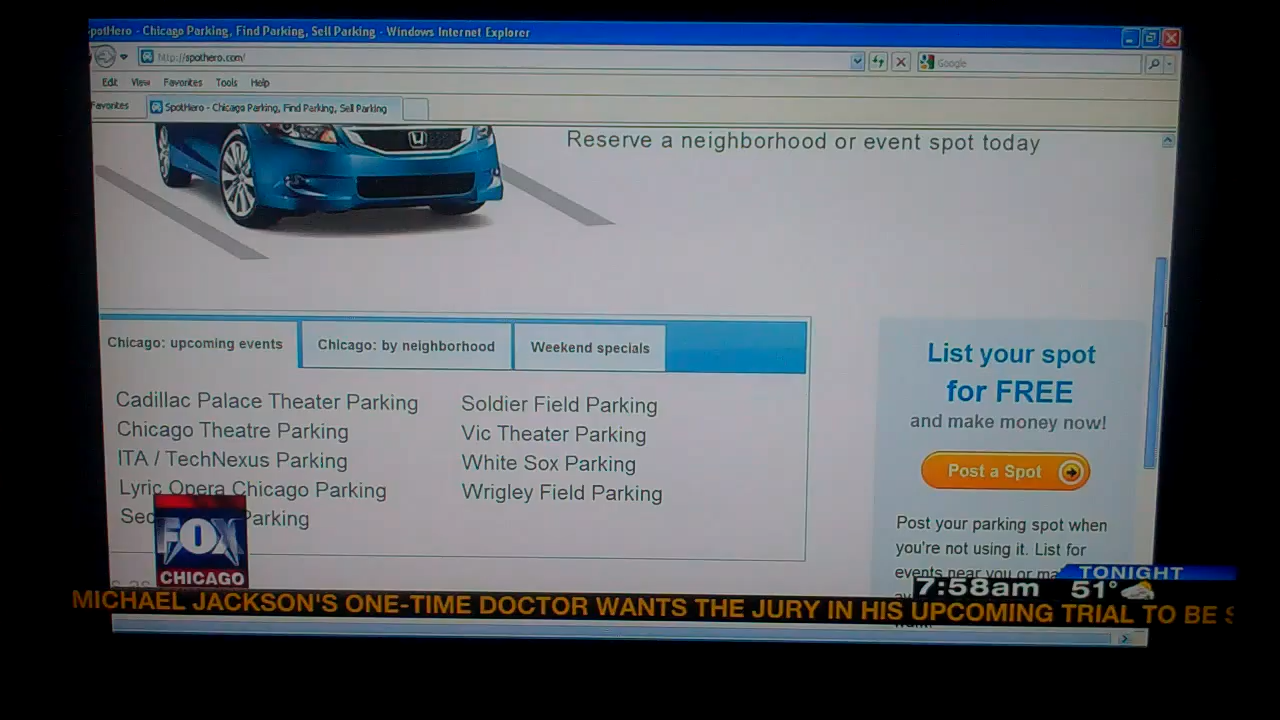 potHero - Chicago Parking, Find Parking, Sell Parking - Windows Internet Explorer
http://spothero.com/
Google
Edit View Favorites Tools Help
Favorites
SpotHero - Chicago Parking, Find Parking, Sell Parking
Reserve a neighborhood or event spot today
Chicago: upcoming events
Chicago: by neighborhood
Weekend specials
Cadillac Palace Theater Parking
Chicago Theatre Parking
ITA / TechNexus Parking
Lyric Opera Chicago Parking
Sec Parking
Soldier Field Parking
Vic Theater Parking
White Sox Parking
Wrigley Field Parking
List your spot
for FREE
and make money now!
Post a Spot
Post your parking spot when
you're not using it. List for
events near you or ma
FOX
CHICAGO
TONIGHT
7:58am 51°
MICHAEL JACKSON'S ONE-TIME DOCTOR WANTS THE JURY IN HIS UPCOMING TRIAL TO BE S